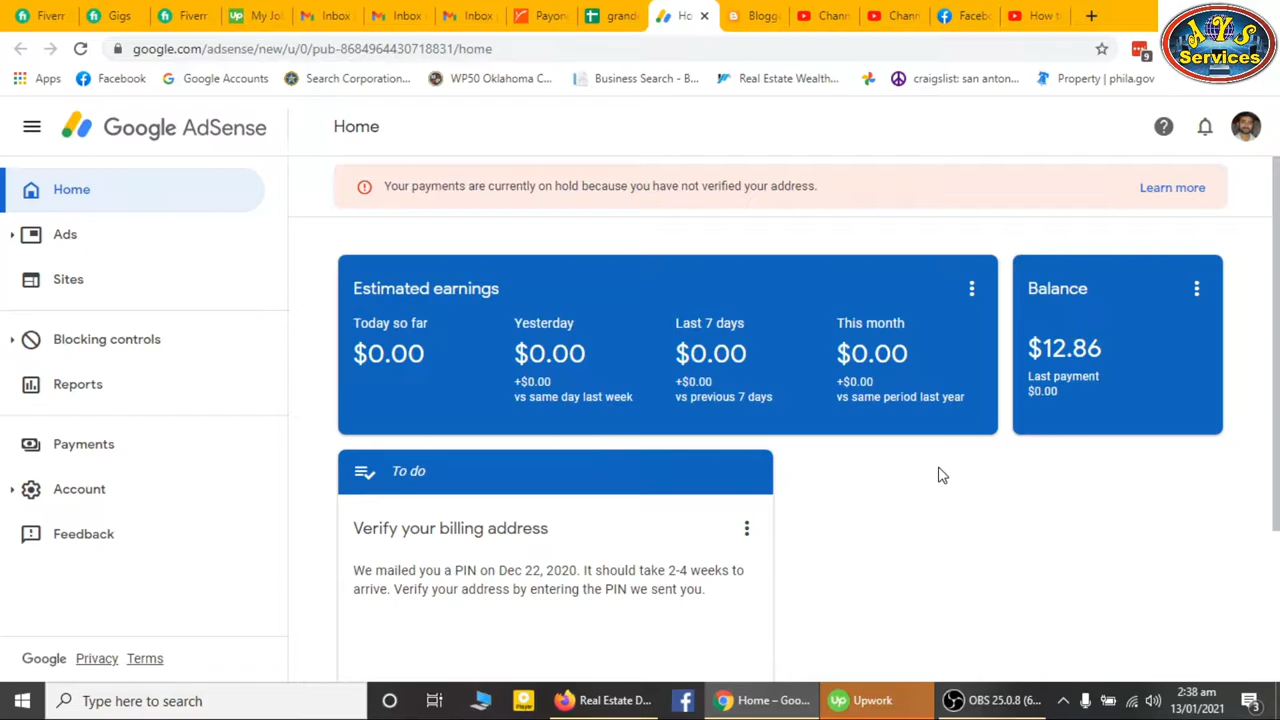 Fiverr
Gigs
Fiverr
My Jo
Inbox
Inbox
Inbox
Payon
grand
Ho
Blogg
Chann
Chann
Faceb
How t
google.com/adsense/new/u/0/pub-8684964430718831/home
9
AYS
Services
Apps
Facebook
Google Accounts
Search Corporation...
WP50 Oklahoma C...
Business Search - B...
Real Estate Wealth...
craigslist: san anton...
Property | phila.gov
Google AdSense
Home
Your payments are currently on hold because you have not verified your address.
Learn more
Home
Ads
Sites
Blocking controls
Reports
Payments
Account
Feedback
Google Privacy Terms
Estimated earnings
Today so far
$0.00
Yesterday
$0.00
+$0.00
vs same day last week
Last 7 days
$0.00
+$0.00
vs previous 7 days
This month
$0.00
+$0.00
vs same period last year
Balance
$12.86
Last payment
$0.00
To do
Verify your billing address
We mailed you a PIN on Dec 22, 2020. It should take 2-4 weeks to
arrive. Verify your address by entering the PIN we sent you.
Type here to search
Player
Real Estate D...
Home – Goo...
Up
Upwork
OBS 25.0.8 (6...
2:38 am
13/01/2021
3